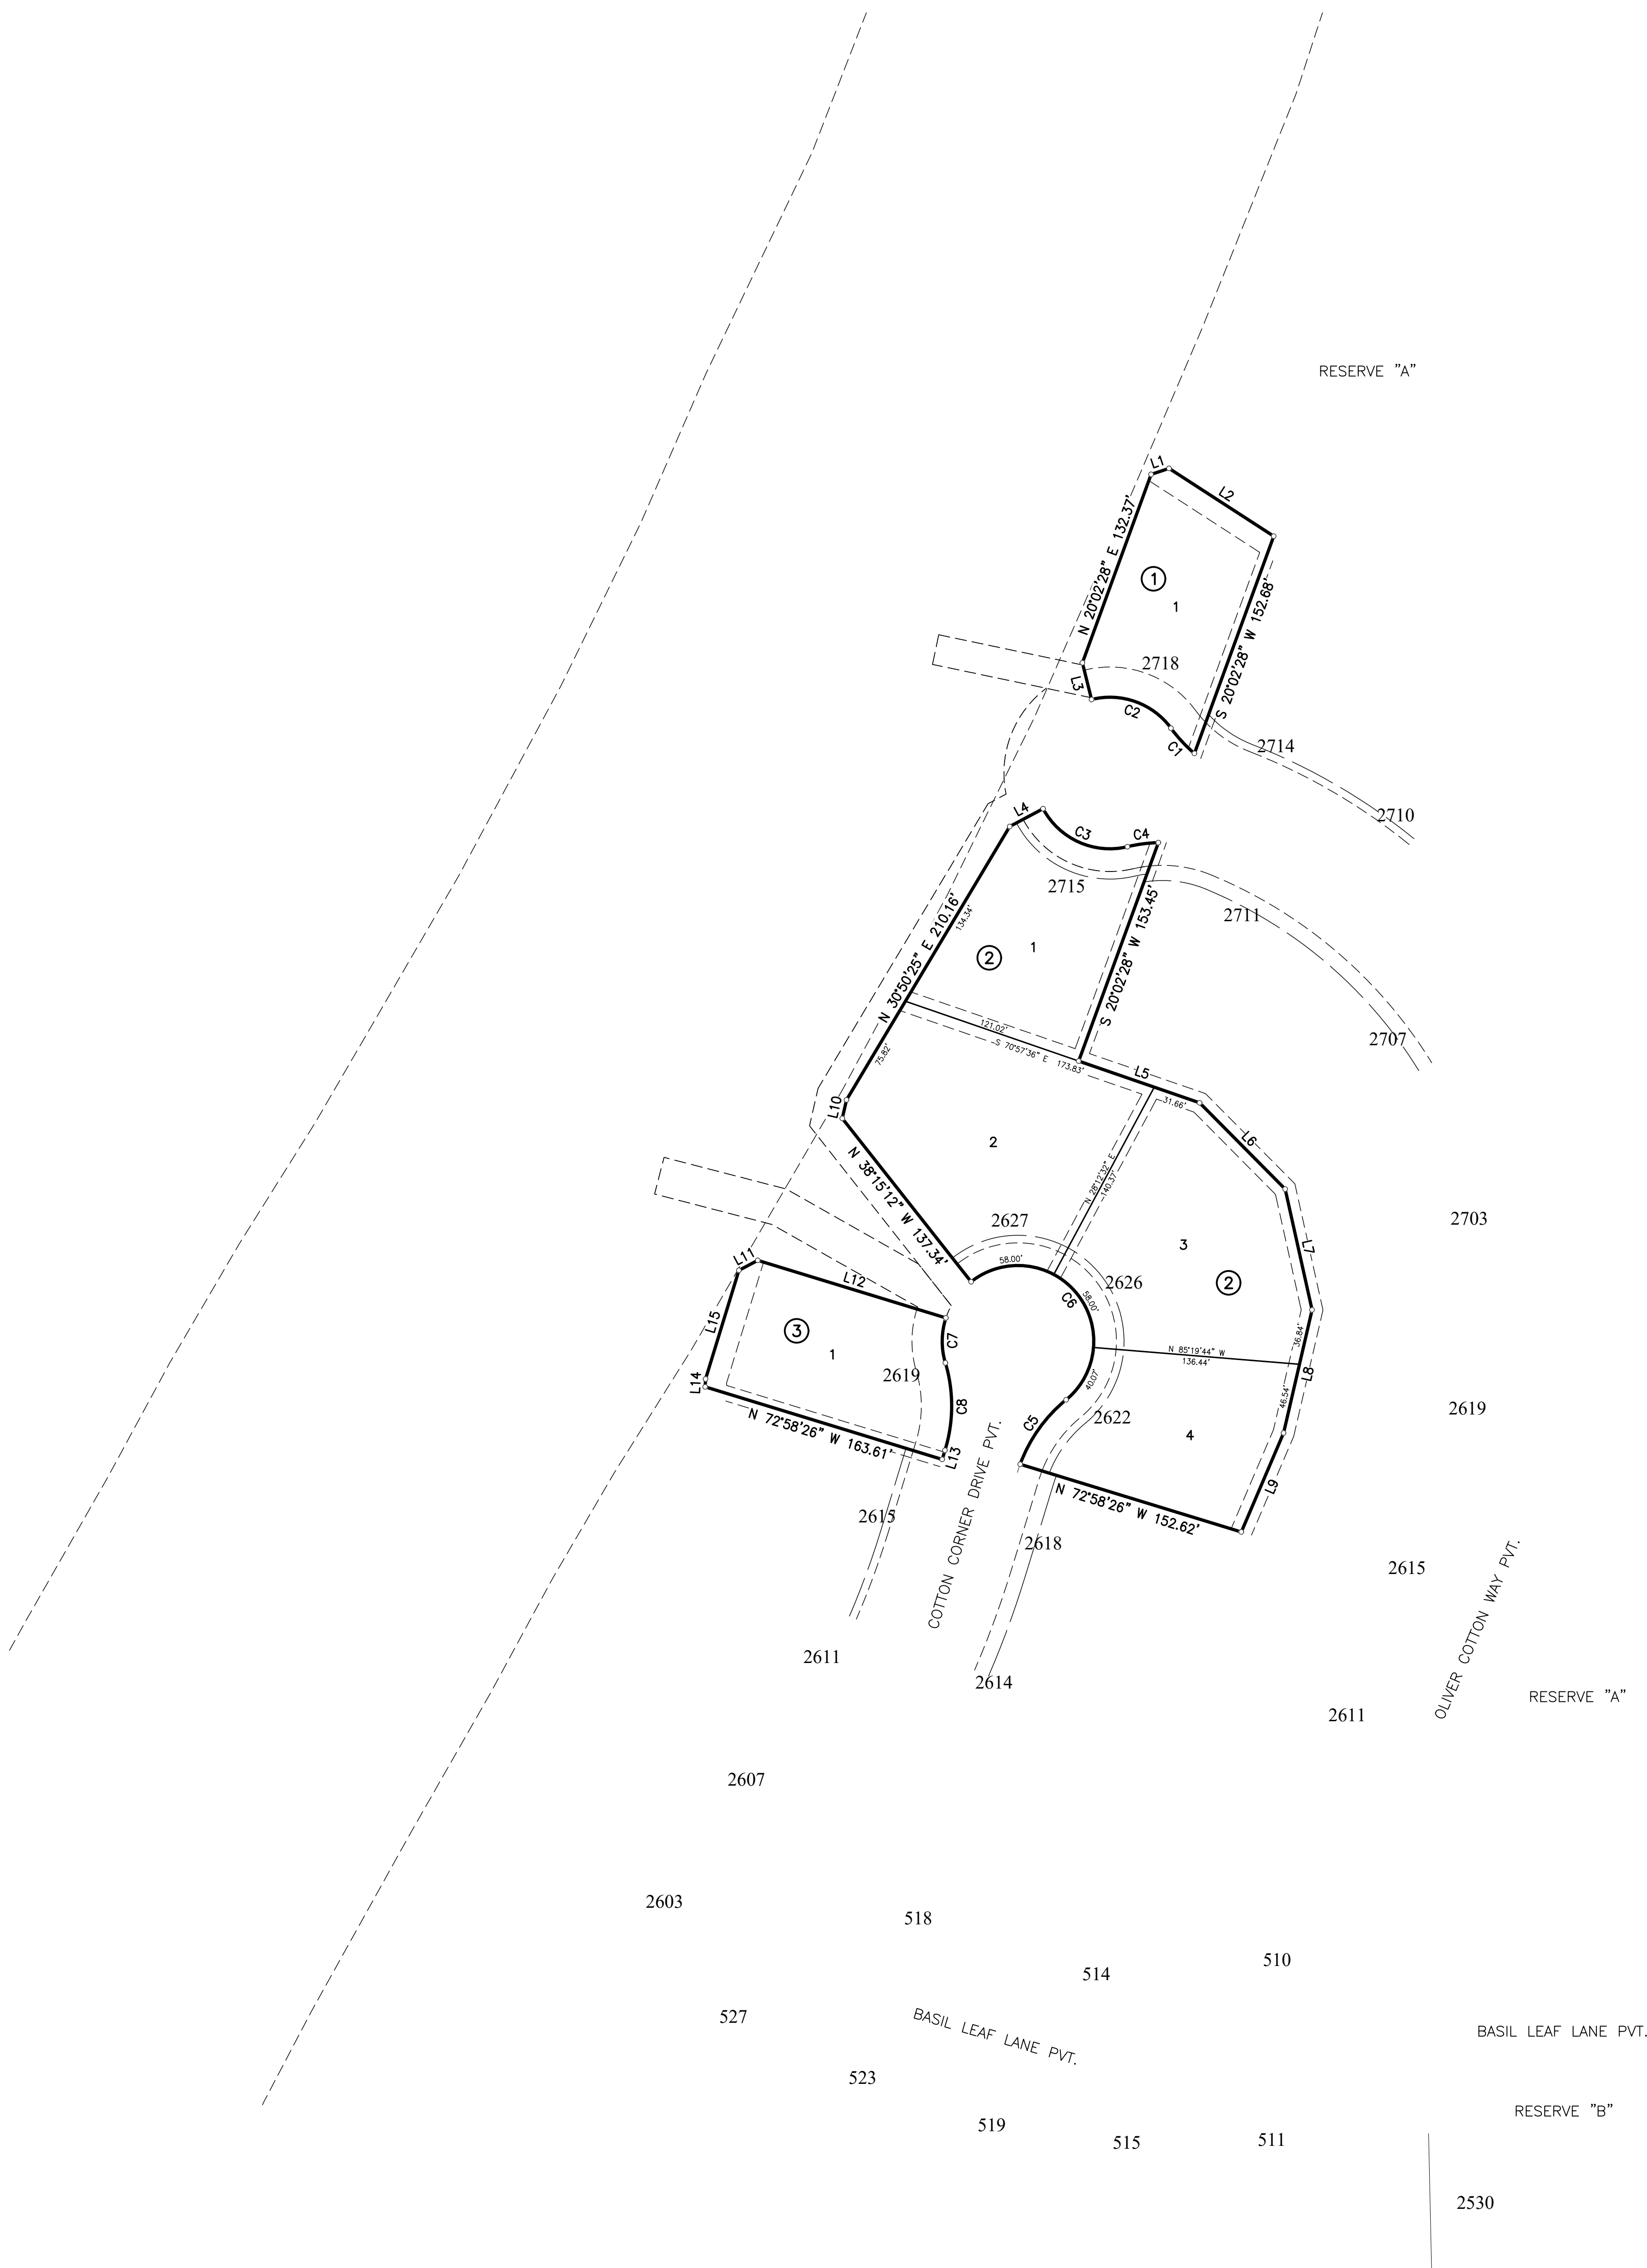 RESERVE "A"
L1
L2
N 20°02'28" E 132.37'
1
1
S 20°02'28" W 152.68'
2718
L3
C2
C1
2714
2710
L4
C3
C4
2715
2711
N 30°50'25" E 210.16'
134.34'
S 20°02'28" W 153.45'
1
2
121.02'
S 70°57'36" E 173.83'
2707
75.82'
L5
L10
31.66'
L6
2
N 38°15'12" W 137.34'
N 28°12'32" E
140.37'
2627
2703
3
L7
58.00'
L11
L12
2626
2
C6
58.00'
L15
3
1
C7
36.84'
N 85°19'44" W
136.44'
L8
2619
L14
C8
40.07'
46.54'
2619
N 72°58'26" W 163.61'
C5
2622
4
L13
L9
N 72°58'26" W 152.62'
2615
COTTON CORNER DRIVE PVT.
2618
2615
OLIVER COTTON WAY PVT.
2611
2614
RESERVE "A"
2611
2607
2603
518
510
514
527
BASIL LEAF LANE PVT.
BASIL LEAF LANE PVT.
523
RESERVE "B"
519
515
511
2530